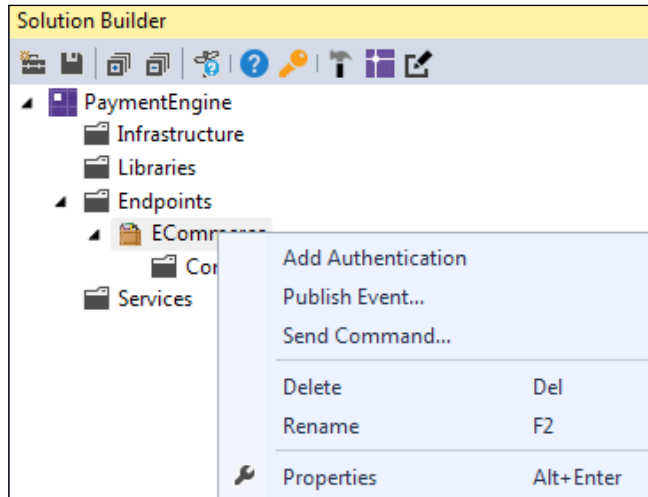 Solution Builder
PaymentEngine
Infrastructure
Libraries
Endpoints
ECommerce
Services
Add Authentication
Publish Event...
Send Command...
Delete Del
Rename F2
Properties Alt+Enter